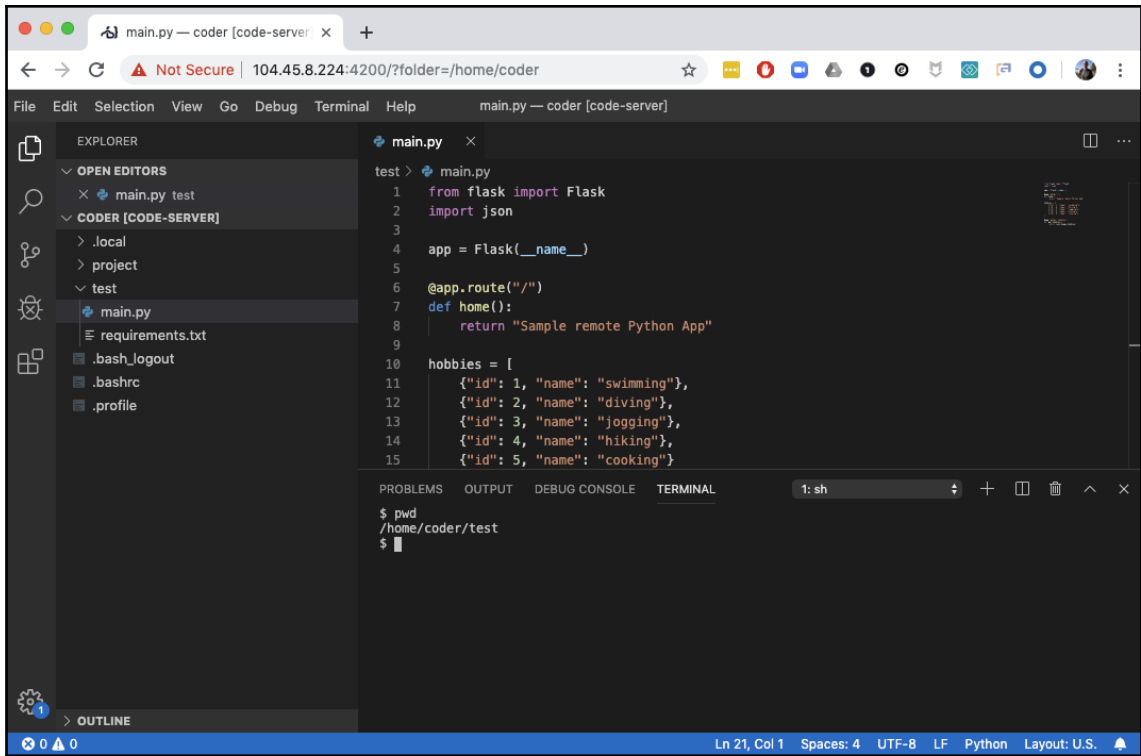 main.py — coder [code-server]
Not Secure | 104.45.8.224:4200/?folder=/home/coder
File Edit Selection View Go Debug Terminal Help main.py — coder [code-server]
EXPLORER
OPEN EDITORS
main.py test
CODER [CODE-SERVER]
.local
project
test
main.py
requirements.txt
.bash_logout
.bashrc
.profile
OUTLINE
main.py
test > main.py
1 from flask import Flask
2 import json
3
4 app = Flask(__name__)
5
6 @app.route("/")
7 def home():
8     return "Sample remote Python App"
9
10 hobbies = [
11     {"id": 1, "name": "swimming"},
12     {"id": 2, "name": "diving"},
13     {"id": 3, "name": "jogging"},
14     {"id": 4, "name": "hiking"},
15     {"id": 5, "name": "cooking"}
PROBLEMS OUTPUT DEBUG CONSOLE TERMINAL 1: sh
$ pwd
/home/coder/test
$
1
0 0 Ln 21, Col 1 Spaces: 4 UTF-8 LF Python Layout: U.S.